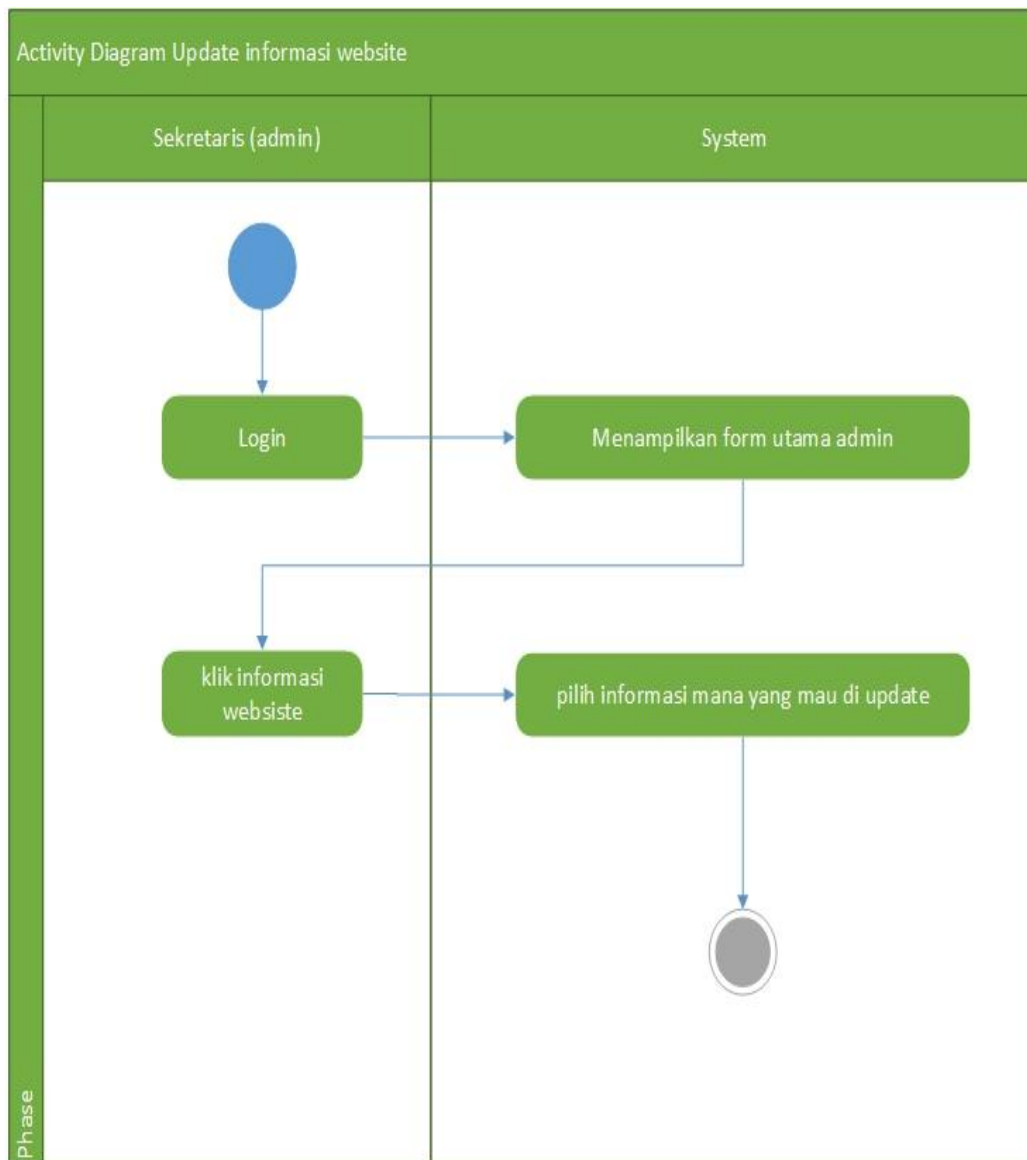 Activity Diagram Update informasi website
Sekretaris (admin)
System
Login
Menampilkan form utama admin
klik informasi
websiste
pilih informasi mana yang mau di update
Phase